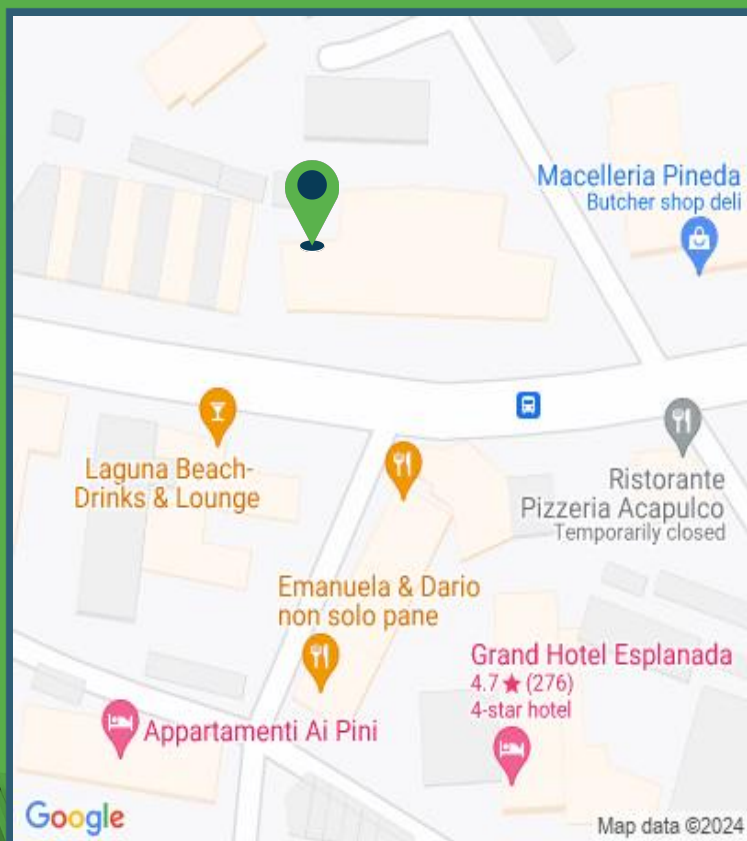 Macelleria Pineda
Butcher shop deli
Laguna Beach-
Drinks & Lounge
Ristorante
Pizzeria Acapulco
Temporarily closed
Emanuela & Dario
non solo pane
Grand Hotel Esplanada
4.7 ★ (276)
4-star hotel
Appartamenti Ai Pini
Google
Map data ©2024